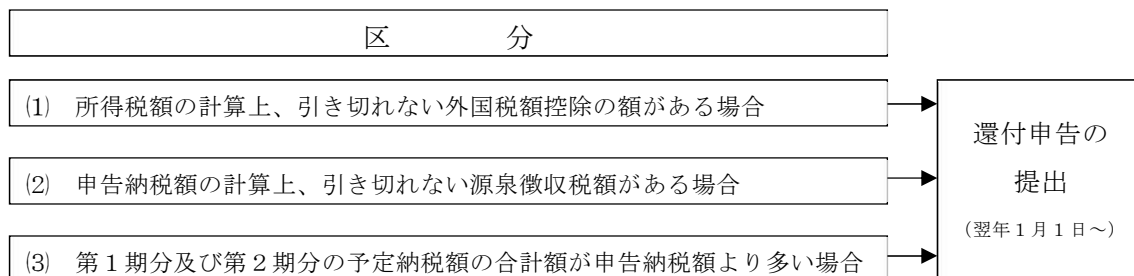 区　分
⑴　所得税額の計算上、引き切れない外国税額控除の額がある場合
⑵　申告納税額の計算上、引き切れない源泉徴収税額がある場合
⑶　第１期分及び第２期分の予定納税額の合計額が申告納税額より多い場合
還付申告の
提出
（翌年１月１日～）